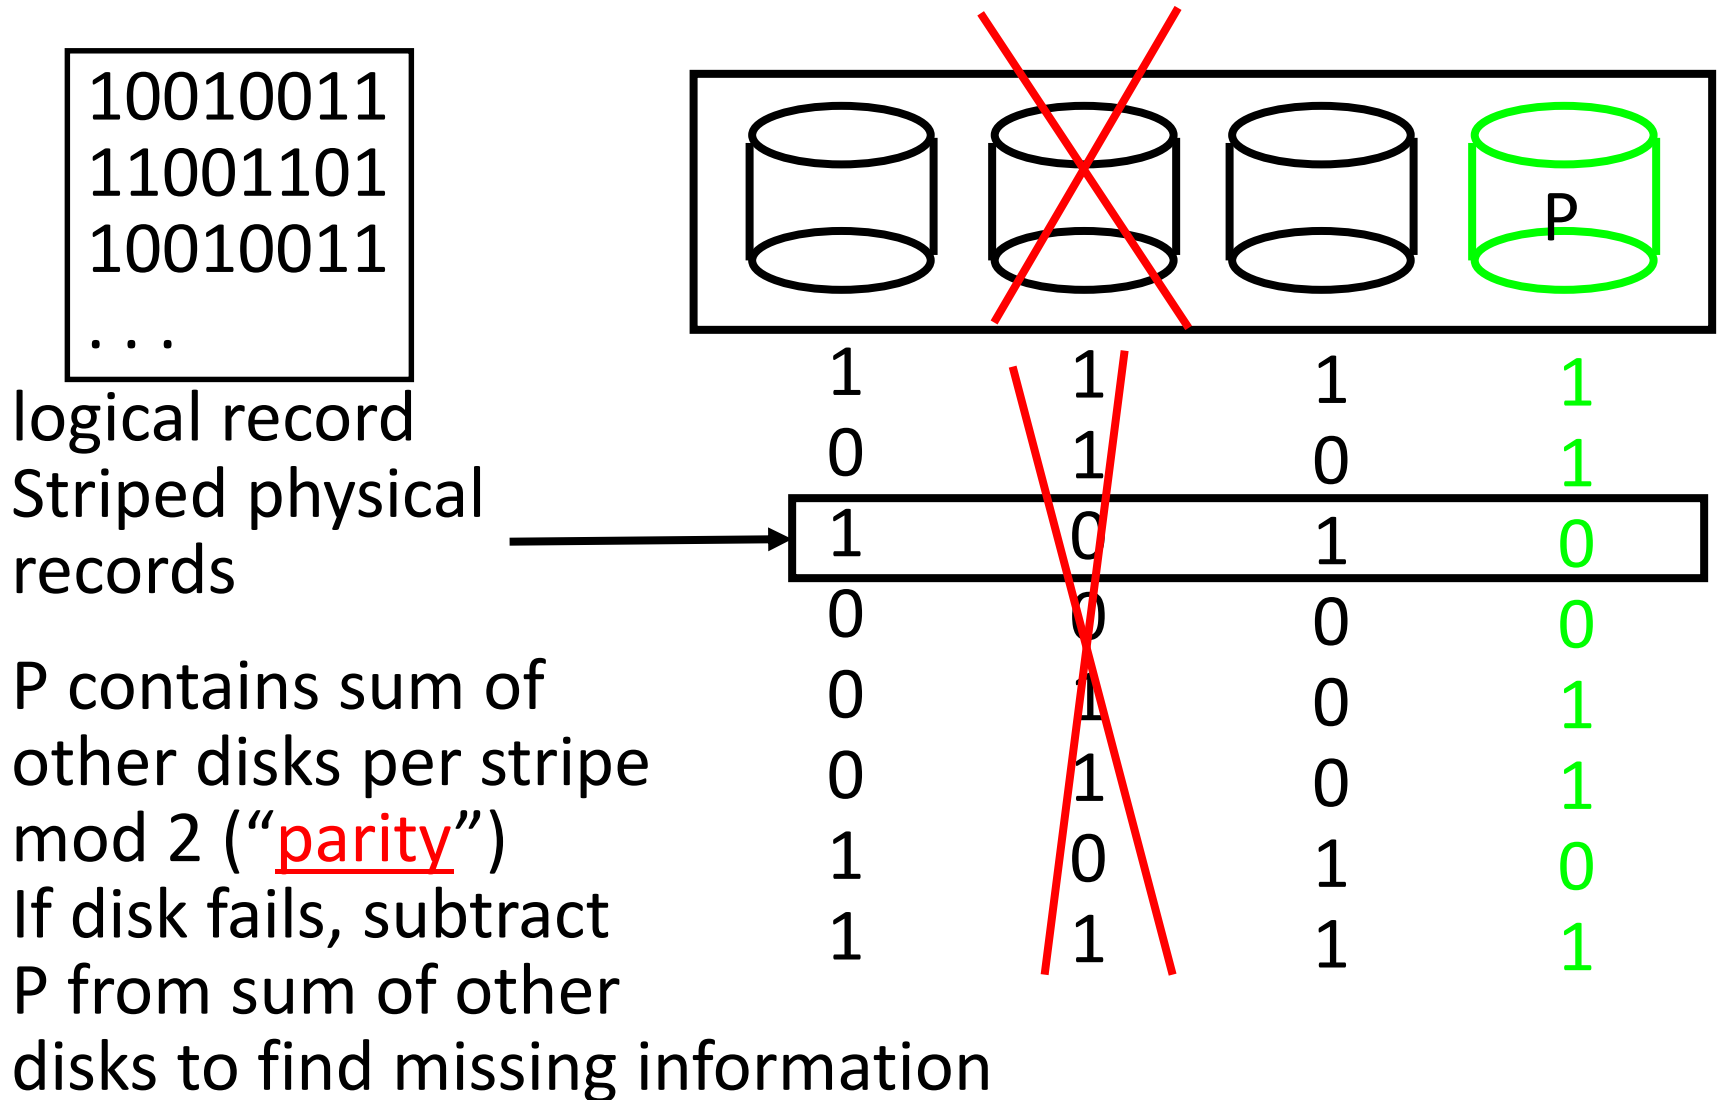 10010011
11001101
10010011
. . .
logical record
Striped physical
records
P contains sum of
other disks per stripe
mod 2 (“parity”)
If disk fails, subtract
P from sum of other
disks to find missing information
P
1 1 1 1
0 1 0 1
1 0 1 0
0 0 0 0
0 1 0 1
0 1 0 1
1 0 1 0
1 1 1 1